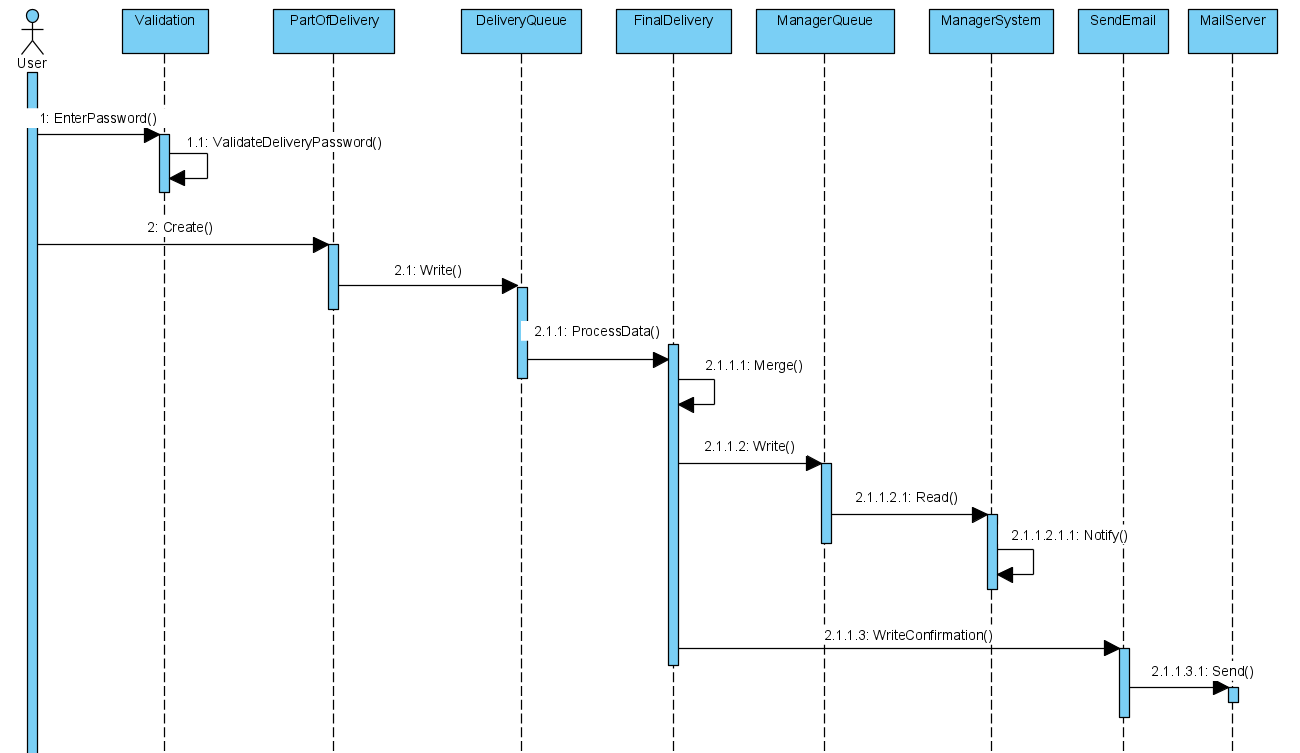 Validation
PartOfDelivery
DeliveryQueue
FinalDelivery
ManagerQueue
ManagerSystem
SendEmail
MailServer
User
1: EnterPassword()
1.1: ValidateDeliveryPassword()
2: Create()
2.1: Write()
2.1.1: ProcessData()
2.1.1.1: Merge()
2.1.1.2: Write()
2.1.1.2.1: Read()
2.1.1.2.1.1: Notify()
2.1.1.3: WriteConfirmation()
2.1.1.3.1: Send()